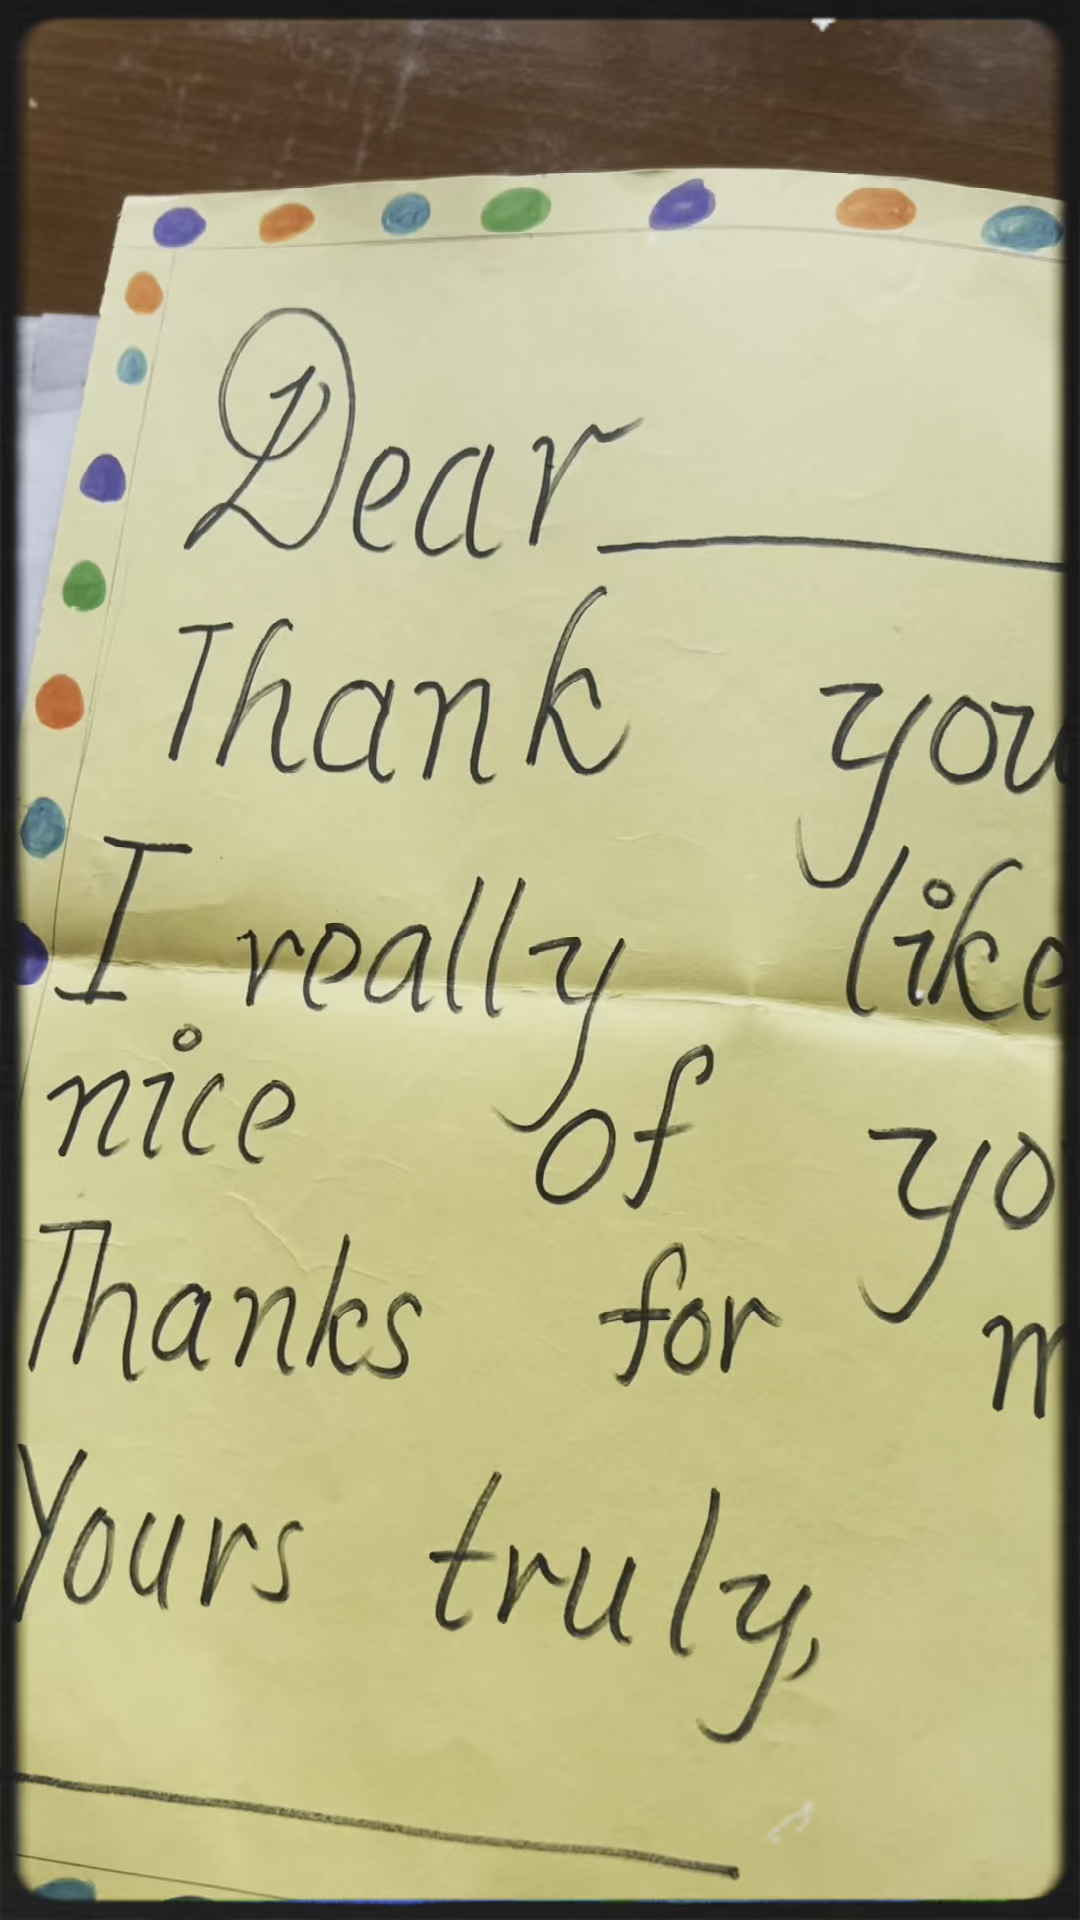 Dear
Thank you
I really like
nice of yo
Thanks for m
Yours truly,